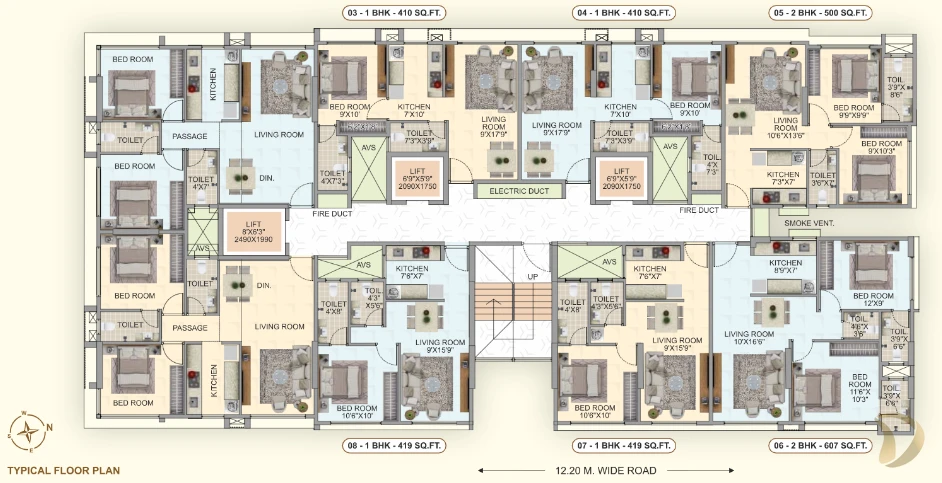 03 - 1 BHK - 410 SQ.FT.
04 - 1 BHK - 410 SQ.FT.
05 - 2 BHK - 500 SQ.FT.
BED ROOM
KITCHEN
LIVING ROOM
PASSAGE
TOILET
BED ROOM
TOILET
4'X7'
DIN.
BED ROOM
9'X10'
KITCHEN
7'X10'
TOILET
7'3"X3'9"
LIVING
ROOM
9'X17'9"
TOILET
4'X7'3"
AVS
LIFT
6'9"X5'9"
2090X1750
ELECTRIC DUCT
LIVING ROOM
9'X17'9"
KITCHEN
7'X10'
BED ROOM
9'X10'
TOILET
7'3"X3'9"
AVS
TOIL.
4'X
7'3"
LIFT
6'9"X5'9"
2090X1750
LIVING
ROOM
10'6"X13'6"
BED ROOM
9'9"X9'9"
TOIL.
3'9"X
8'6"
BED ROOM
9'X10'3"
KITCHEN
7'3"X7'
TOILET
3'6"X7'
FIRE DUCT
FIRE DUCT
SMOKE VENT.
LIFT
8'X6'3"
2490X1990
AVS
BED ROOM
TOILET
DIN.
TOILET
PASSAGE
LIVING ROOM
BED ROOM
KITCHEN
AVS
KITCHEN
7'6"X7'
TOILET
4'X8'
TOIL.
4'3"
X5'6"
LIVING ROOM
9'X15'9"
BED ROOM
10'6"X10'
UP
AVS
KITCHEN
7'6"X7'
TOILET
4'X8'
TOILET
4'3"X5'6"
LIVING ROOM
9'X15'9"
BED ROOM
10'6"X10'
KITCHEN
8'9"X7'
LIVING ROOM
10'X16'6"
BED ROOM
12'X9'
TOIL.
4'6"X
3'6"
TOIL.
3'9"X
6'6"
BED
ROOM
11'6"X
10'3"
TOIL.
3'9"X
6'6"
08 - 1 BHK - 419 SQ.FT.
07 - 1 BHK - 419 SQ.FT.
06 - 2 BHK - 607 SQ.FT.
W
S
N
E
TYPICAL FLOOR PLAN
12.20 M. WIDE ROAD